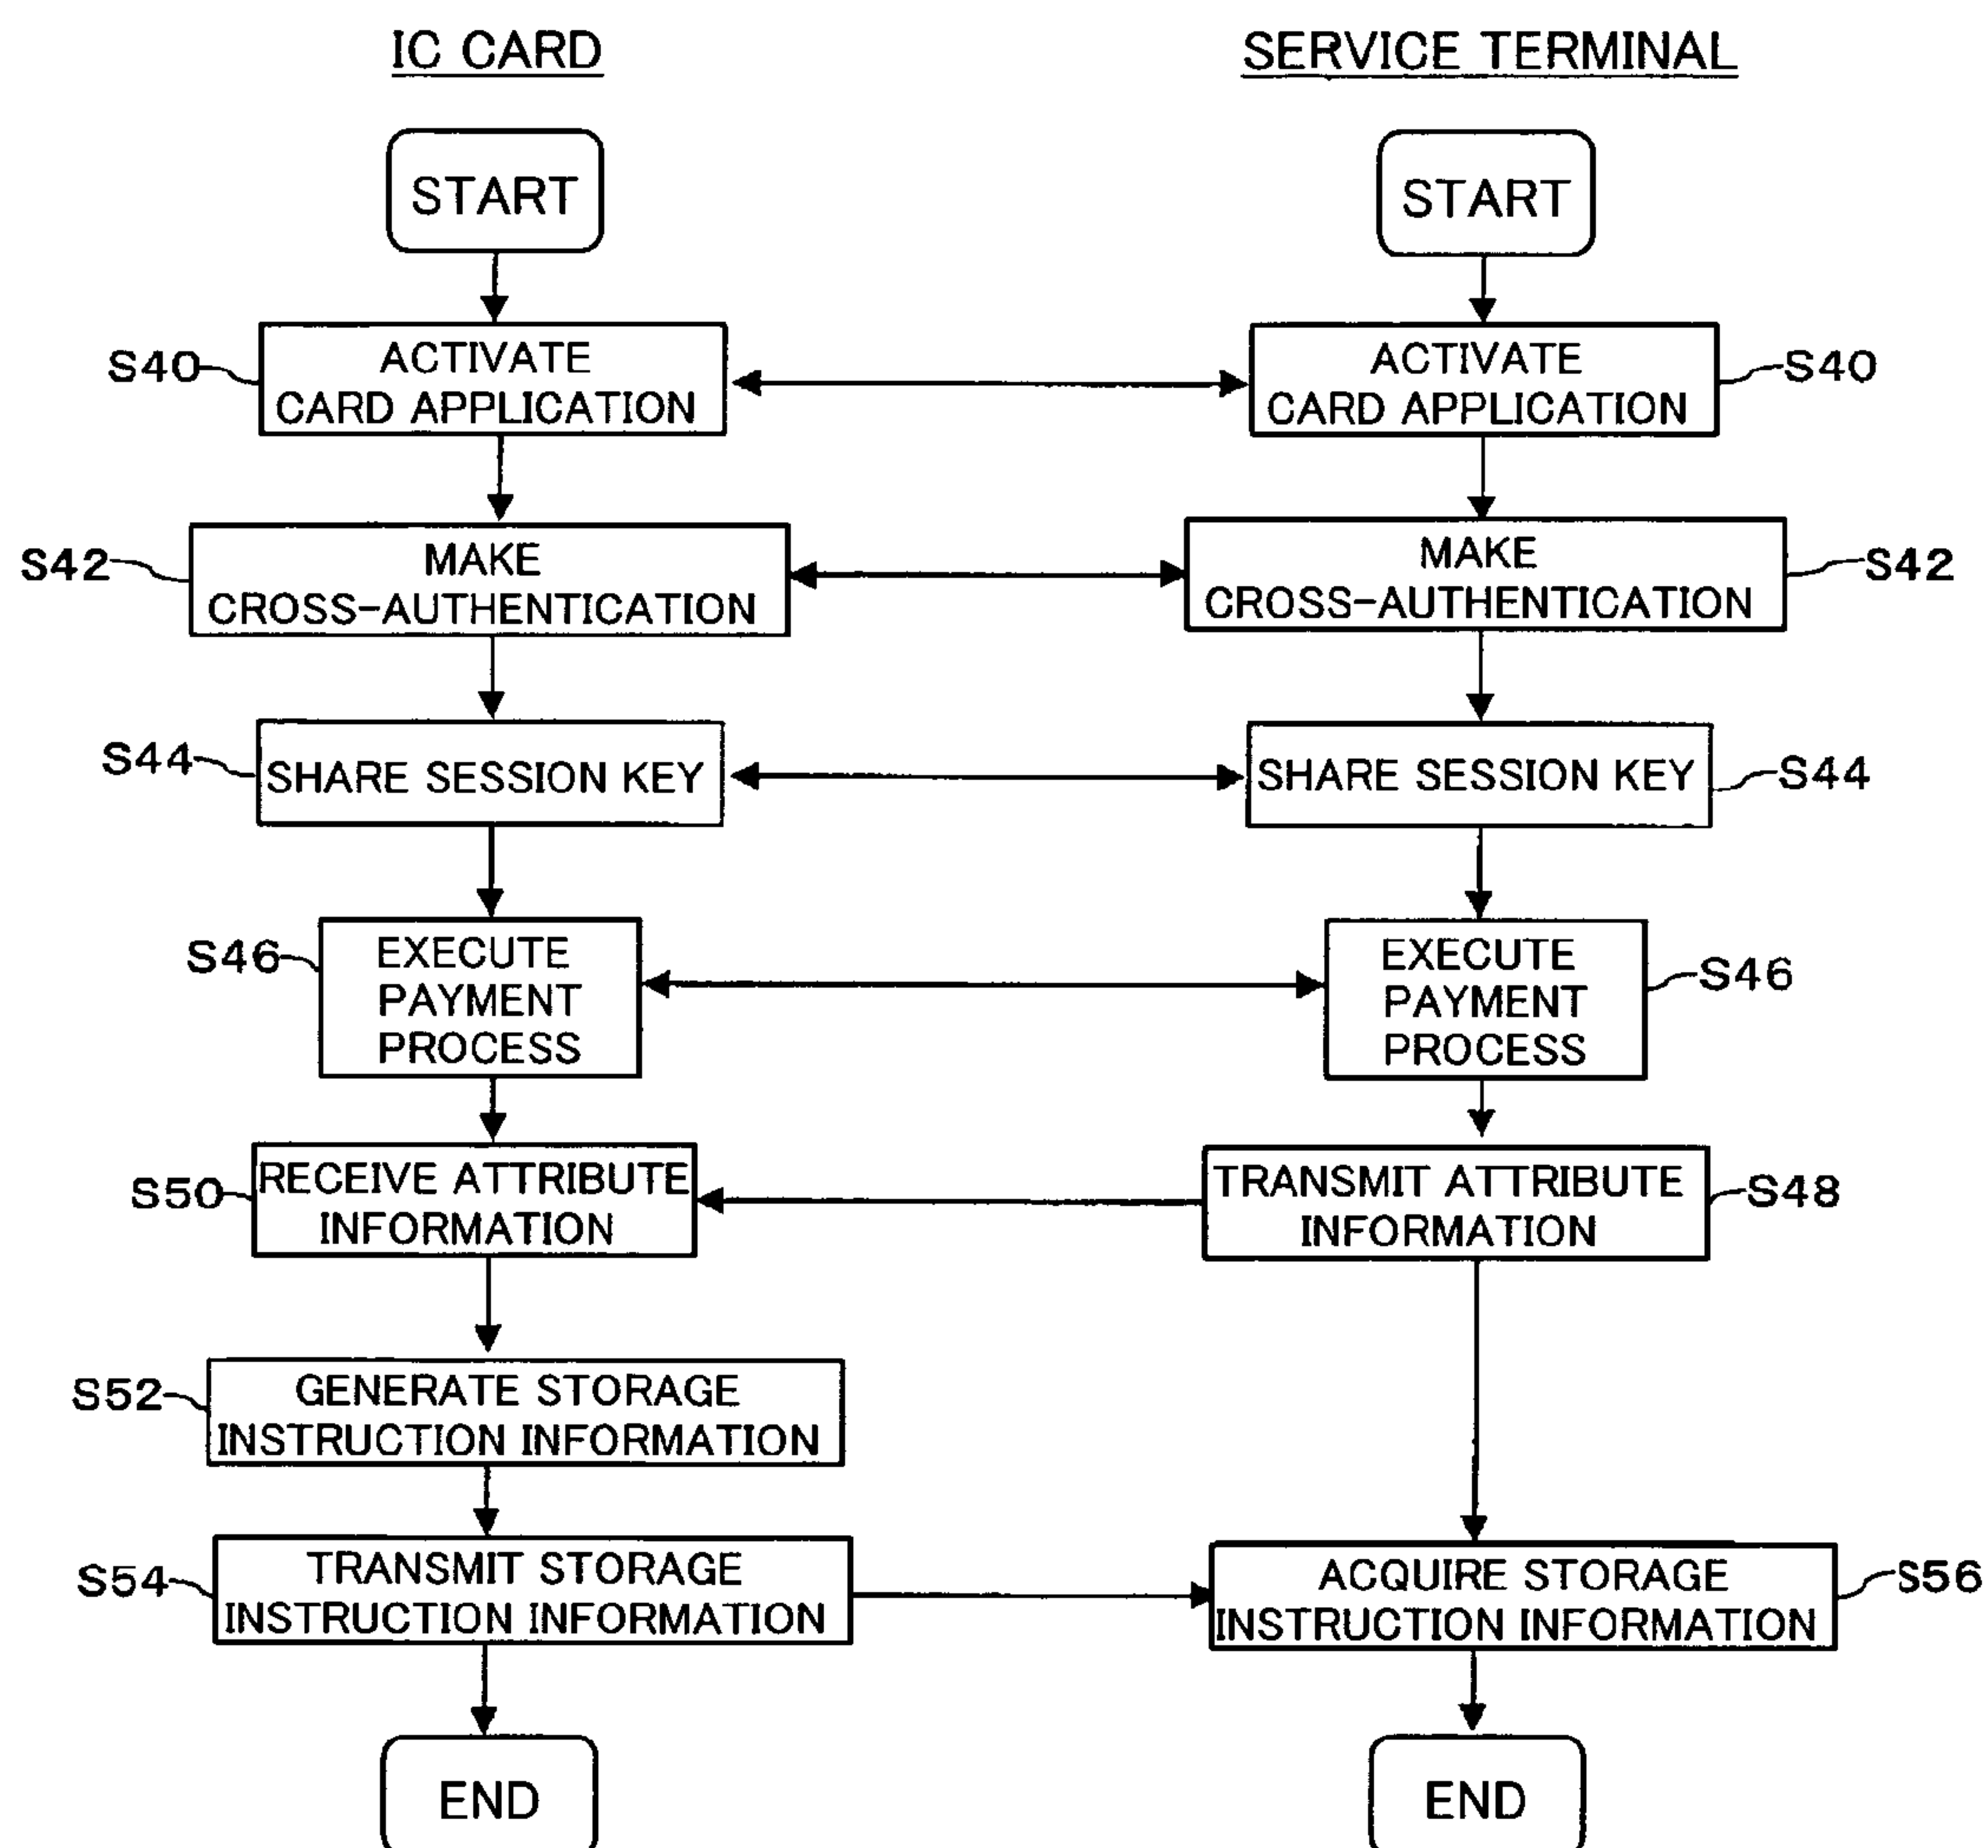 IC CARD
SERVICE TERMINAL
START
START
S40
ACTIVATE
CARD APPLICATION
ACTIVATE
CARD APPLICATION
S40
S42
MAKE
CROSS-AUTHENTICATION
MAKE
CROSS-AUTHENTICATION
S42
S44
SHARE SESSION KEY
SHARE SESSION KEY
S44
S46
EXECUTE
PAYMENT
PROCESS
EXECUTE
PAYMENT
PROCESS
S46
S50
RECEIVE ATTRIBUTE
INFORMATION
TRANSMIT ATTRIBUTE
INFORMATION
S48
S52
GENERATE STORAGE
INSTRUCTION INFORMATION
S54
TRANSMIT STORAGE
INSTRUCTION INFORMATION
ACQUIRE STORAGE
INSTRUCTION INFORMATION
S56
END
END